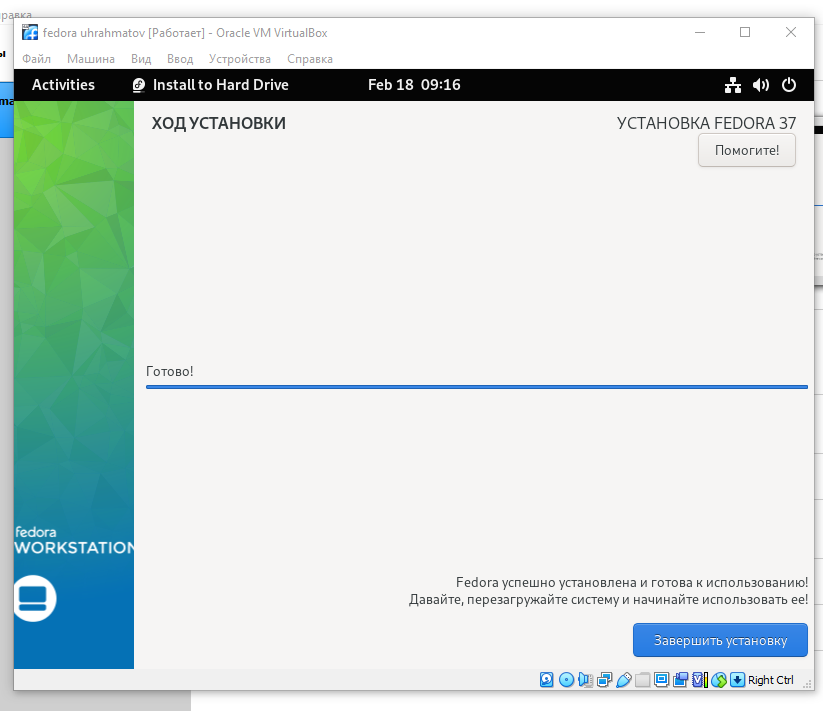 равка
fedora uhrahmatov [Работает] - Oracle VM VirtualBox
ы
Файл Машина Вид Ввод Устройства Справка
Activities Install to Hard Drive Feb 18 09:16
ma
ХОД УСТАНОВКИ
УСТАНОВКА FEDORA 37
Помогите!
Готово!
fedora
WORKSTATION
Fedora успешно установлена и готова к использованию!
Давайте, перезагружайте систему и начинайте использовать ее!
Завершить установку
Right Ctrl